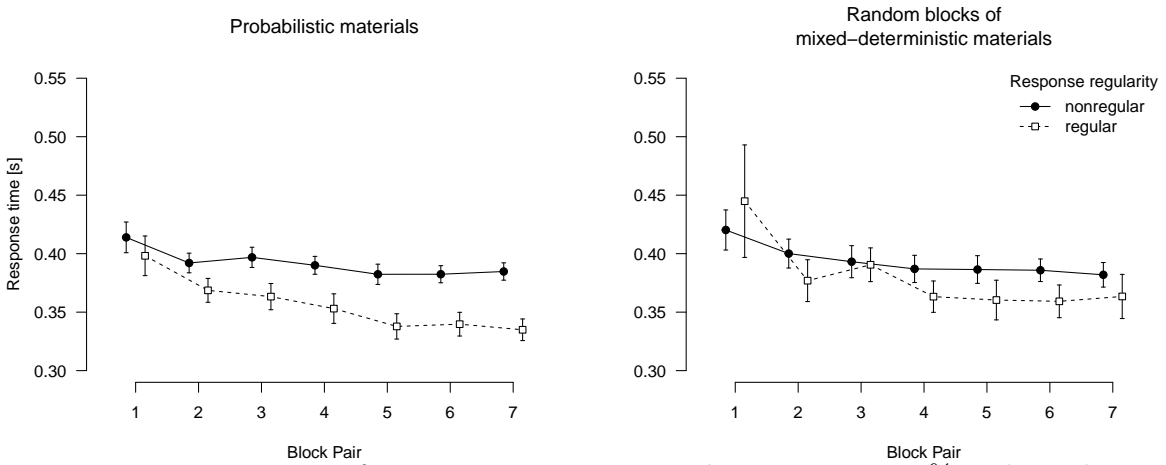 Probabilistic materials
Response time [s]
0.55
0.50
0.45
0.40
0.35
0.30
1 2 3 4 5 6 7
Block Pair
Random blocks of
mixed−deterministic materials
Response regularity
nonregular
regular
0.55
0.50
0.45
0.40
0.35
0.30
1 2 3 4 5 6 7
Block Pair